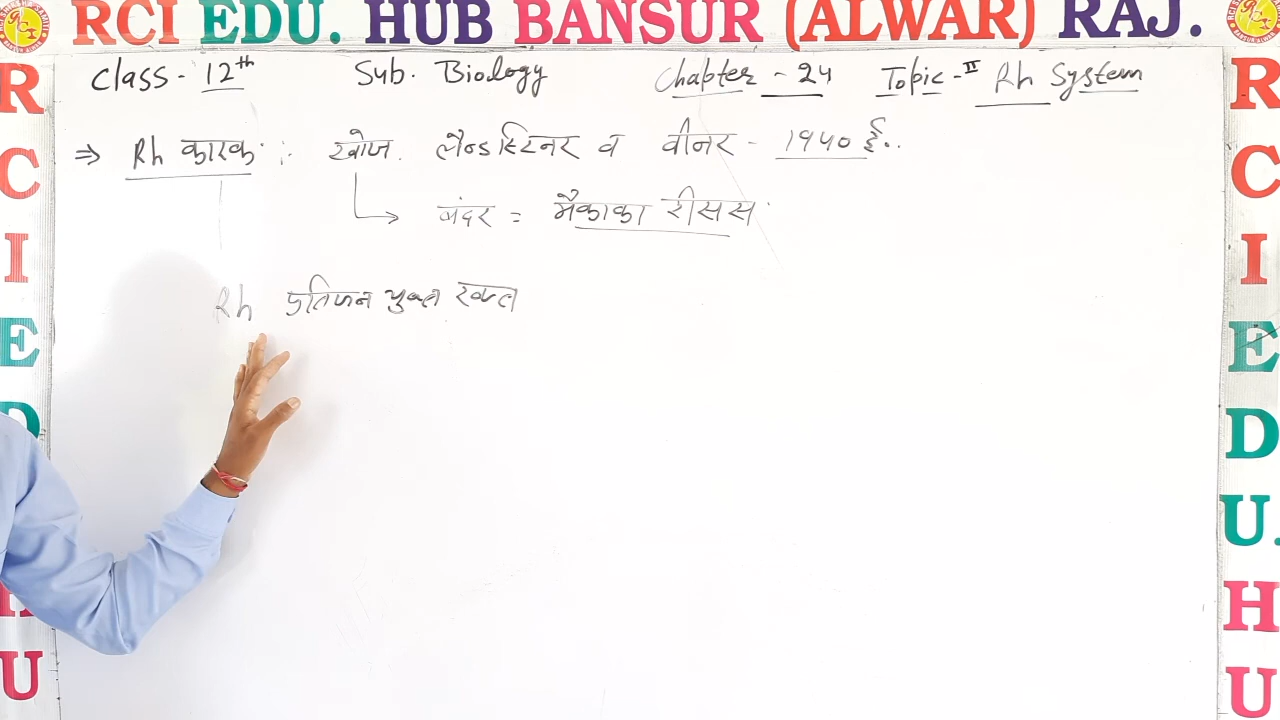 RCI EDU. HUB BANSUR (ALWAR) RAJ.
Class - 12th Sub. Biology Chapter - 24 Topic - II Rh System
⇒ Rh कारक :- खोज. लैन्डस्टिनर व वीनर - 1940 ई..
बंदर = मैकाका रीसस
Rh प्रतिजन युक्त रक्त
R
C
I
E
D
H
U
R
C
I
E
D
U.
H
U